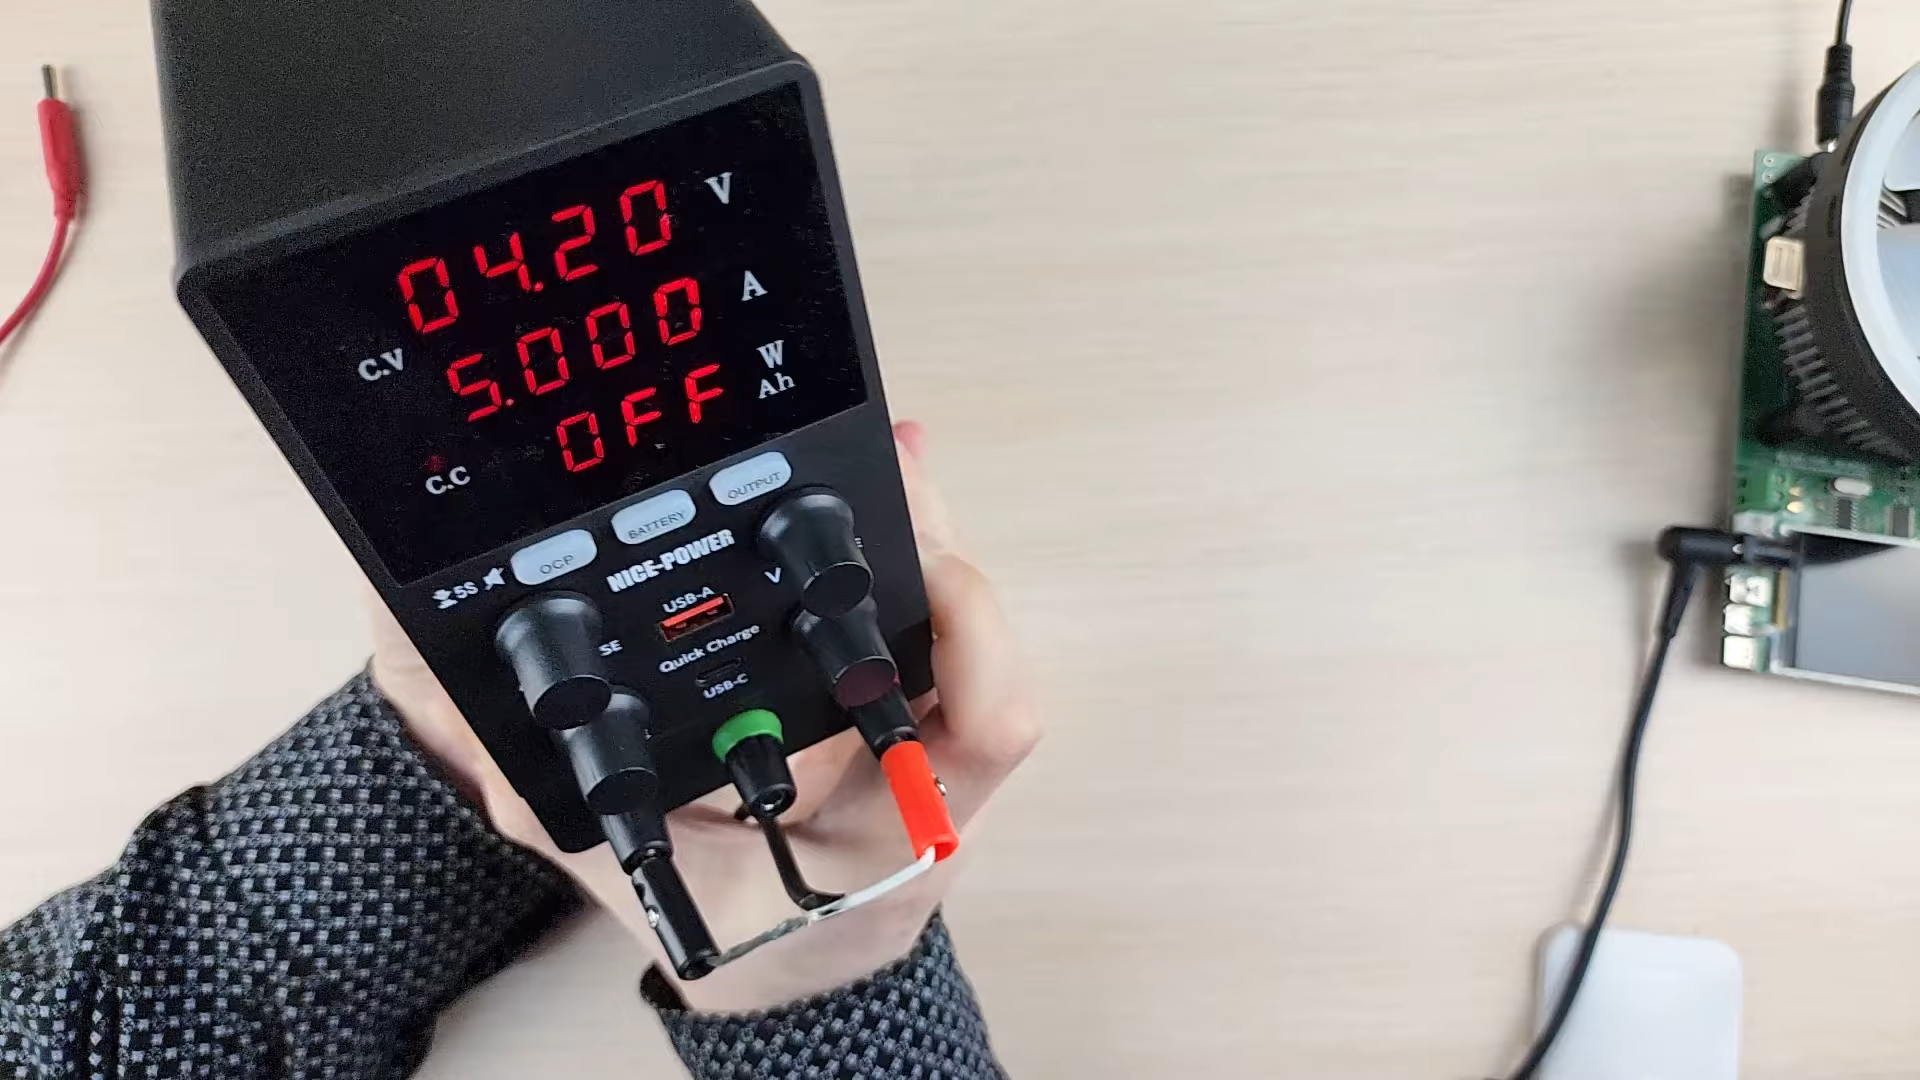 04.20 V
5.000 A
C.V
OFF W
Ah
C.C
OCP BATTERY OUTPUT
5S
NICE-POWER
USB-A
V
SE
Quick Charge
USB-C